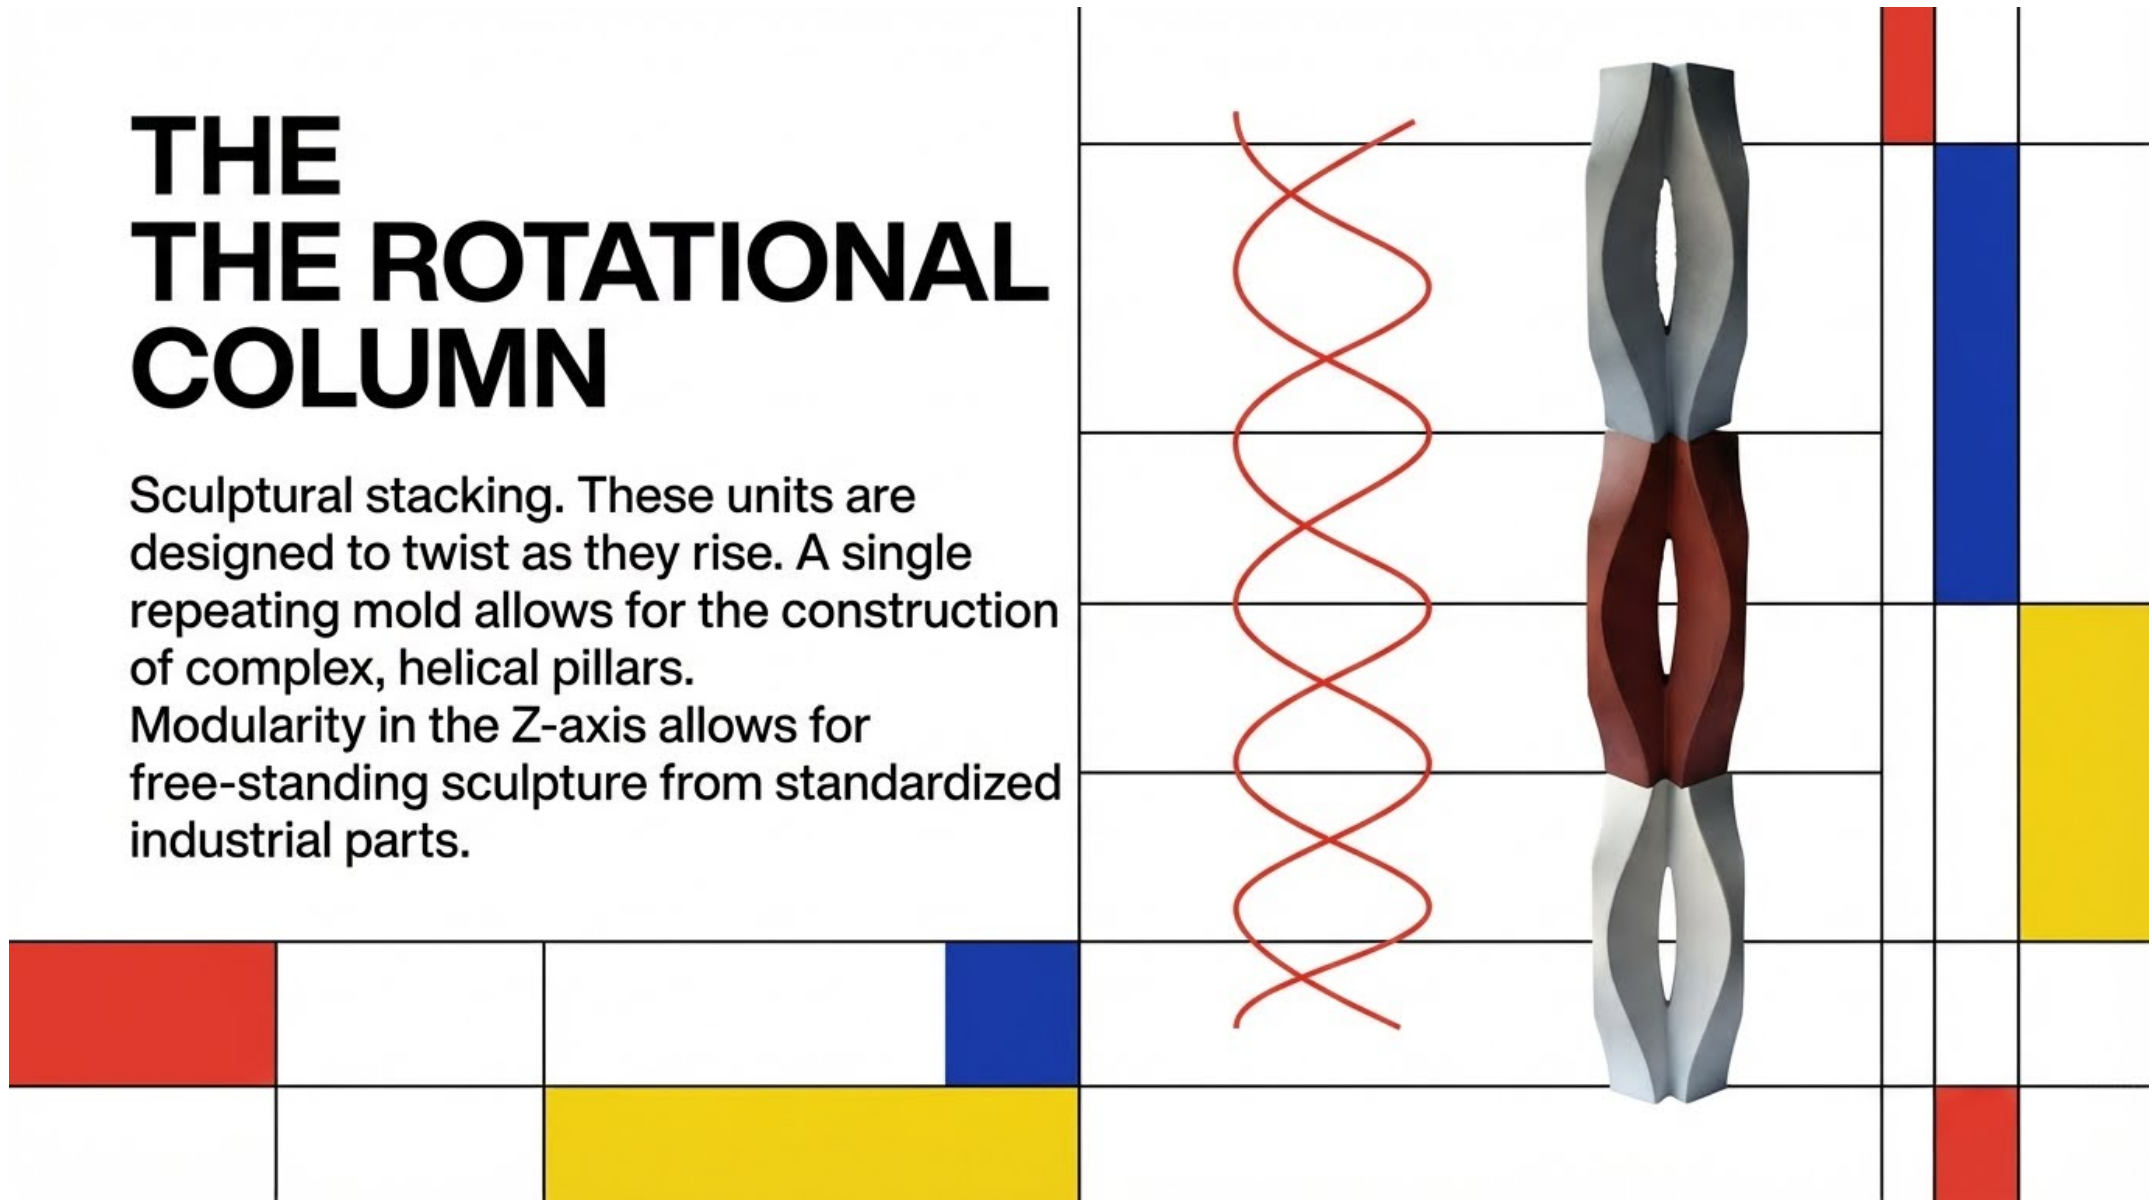 THE
THE ROTATIONAL
COLUMN
Sculptural stacking. These units are
designed to twist as they rise. A single
repeating mold allows for the construction
of complex, helical pillars.
Modularity in the Z-axis allows for
free-standing sculpture from standardized
industrial parts.